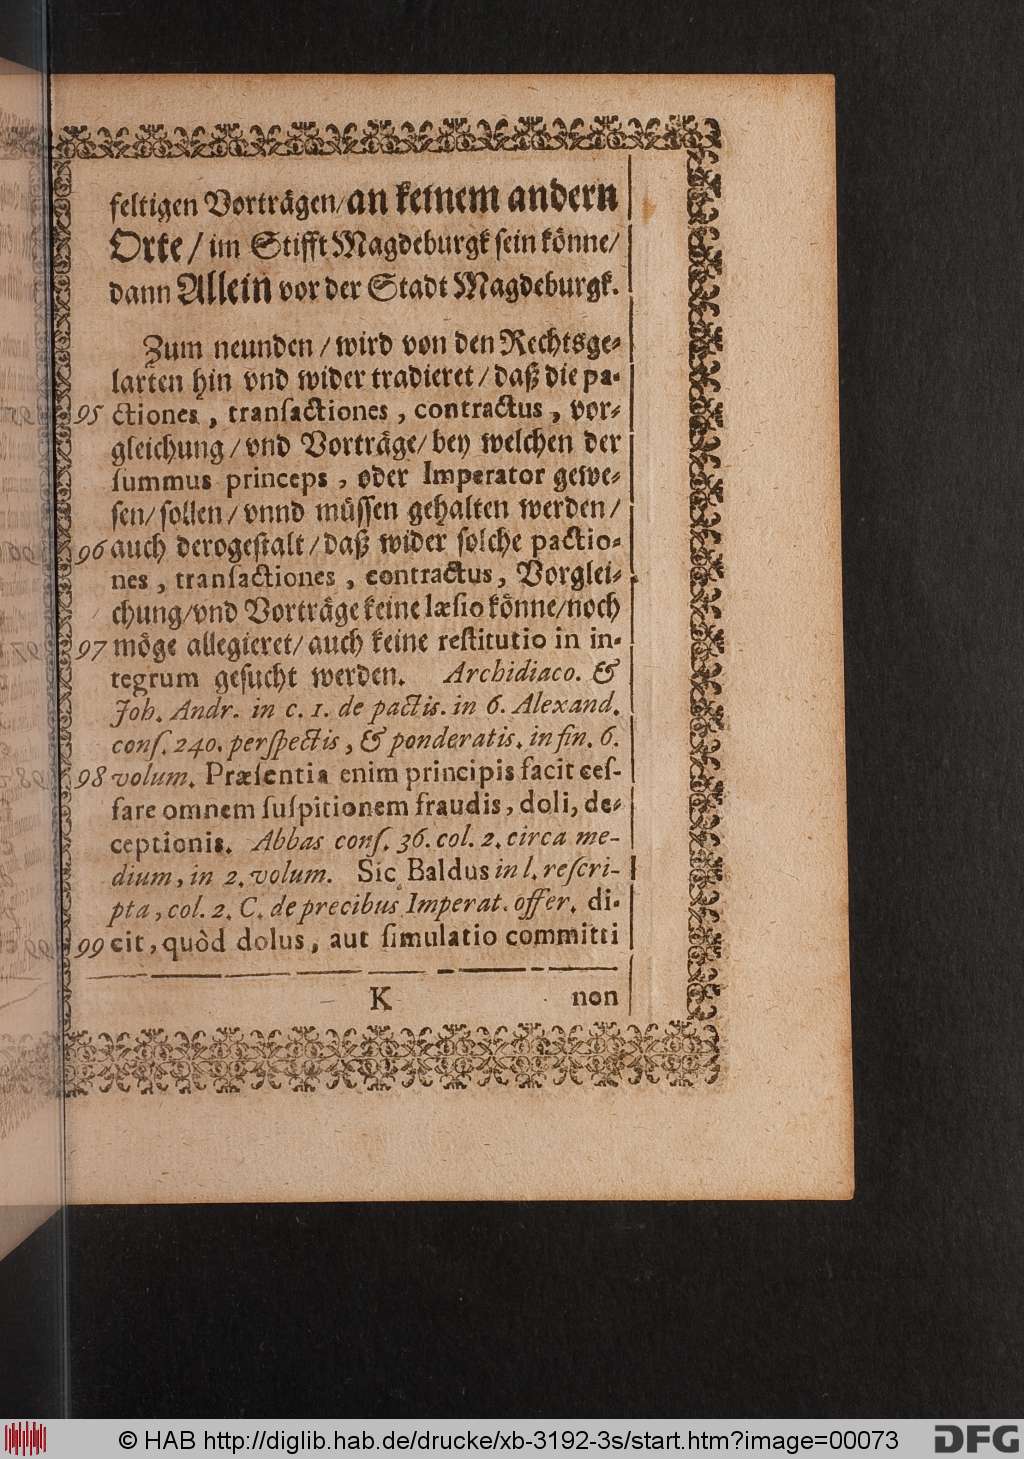 feltigen Vorträgen/an keinem andern
Orte/ im Stifft Magdeburgk sein könne/
dann Allein vor der Stadt Magdeburgk.
Zum neunden/wird von den Rechtsge-
larten hin vnd wider tradieret/daß die pa-
95 ctiones, transactiones, contractus, vor-
gleichung/vnd Vorträge/bey welchen der
summus princeps, oder Imperator gewe-
sen/sollen/vnnd müssen gehalten werden/
96 auch derogestalt/daß wider solche pactio-
nes, transactiones, contractus, Vorglei-
chung/vnd Vorträge keine læsio könne/noch
97 möge allegieret/auch keine restitutio in in-
tegrum gesucht werden. Archidiaco. &
Joh. Andr. in c. 1. de pactis. in 6. Alexand.
cons. 240. perspectis, & ponderatis. in fin. 6.
98 volum. Præsentia enim principis facit ces-
sare omnem suspitionem fraudis, doli, de-
ceptionis. Abbas cons. 36. col. 2. circa me-
dium, in 2. volum. Sic Baldus in l. rescri-
pta, col. 2. C. de precibus Imperat. offer. di-
99 cit, quòd dolus, aut simulatio committi
K non
© HAB http://diglib.hab.de/drucke/xb-3192-3s/start.htm?image=00073 DFG